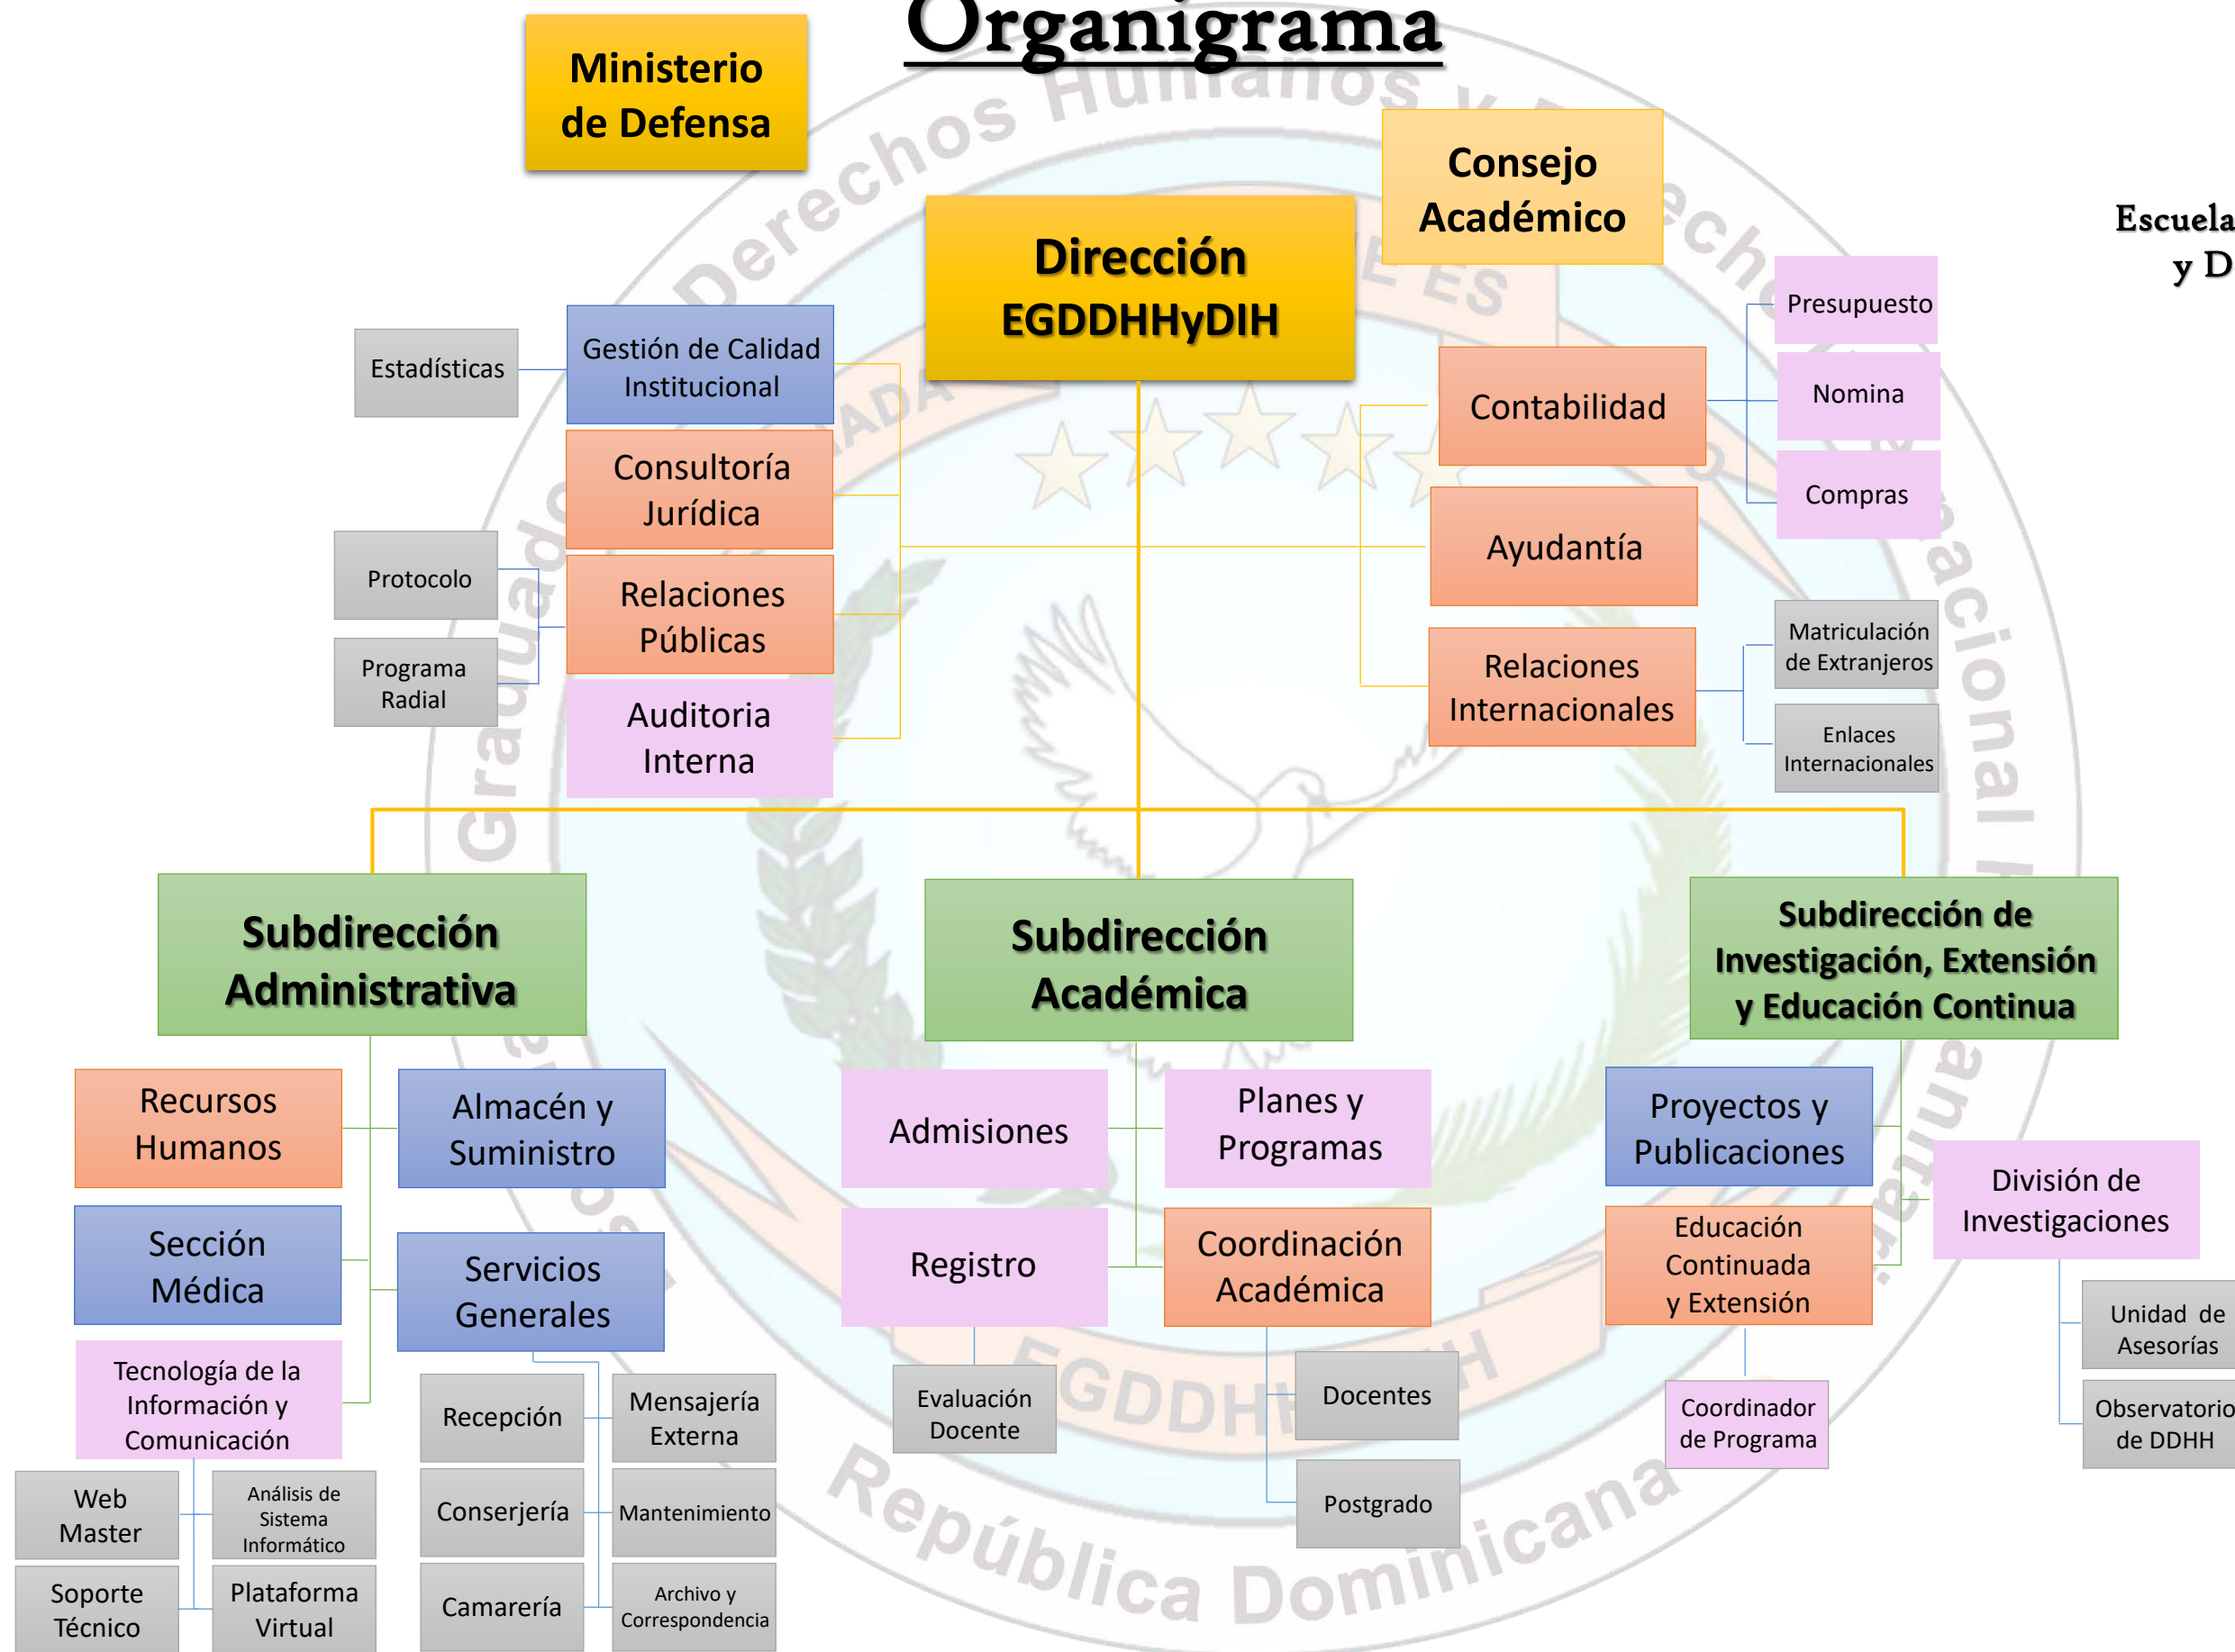 Organigrama
Ministerio
de Defensa
Consejo
Académico
Escuela
y D
Dirección
EGDDHHyDIH
Estadísticas
Gestión de Calidad
Institucional
Consultoría
Jurídica
Protocolo
Programa
Radial
Relaciones
Públicas
Auditoria
Interna
Contabilidad
Presupuesto
Nomina
Compras
Ayudantía
Relaciones
Internacionales
Matriculación
de Extranjeros
Enlaces
Internacionales
Subdirección
Administrativa
Subdirección
Académica
Subdirección de
Investigación, Extensión
y Educación Continua
Recursos
Humanos
Almacén y
Suministro
Sección
Médica
Servicios
Generales
Tecnología de la
Información y
Comunicación
Web
Master
Análisis de
Sistema
Informático
Soporte
Técnico
Plataforma
Virtual
Recepción
Mensajería
Externa
Conserjería
Mantenimiento
Camarería
Archivo y
Correspondencia
Admisiones
Planes y
Programas
Registro
Coordinación
Académica
Evaluación
Docente
Docentes
Postgrado
Proyectos y
Publicaciones
División de
Investigaciones
Educación
Continuada
y Extensión
Coordinador
de Programa
Unidad de
Asesorías
Observatorio
de DDHH
Derechos Humanos y
República Dominicana